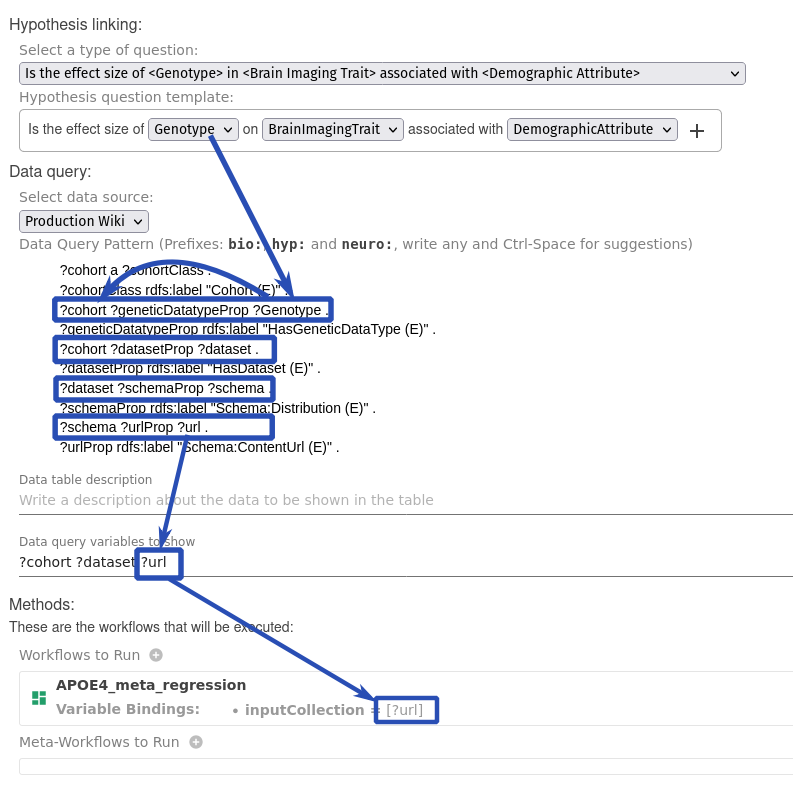 Hypothesis linking:
Select a type of question:
Is the effect size of <Genotype> in <Brain Imaging Trait> associated with <Demographic Attribute>
Hypothesis question template:
Is the effect size of Genotype on BrainImagingTrait associated with DemographicAttribute +
Data query:
Select data source:
Production Wiki
Data Query Pattern (Prefixes: bio:, hyp: and neuro:, write any and Ctrl-Space for suggestions)
?cohort a ?cohortClass .
?cohortClass rdfs:label "Cohort (E)" .
?cohort ?geneticDatatypeProp ?Genotype .
?geneticDatatypeProp rdfs:label "HasGeneticDataType (E)" .
?cohort ?datasetProp ?dataset .
?datasetProp rdfs:label "HasDataset (E)" .
?dataset ?schemaProp ?schema .
?schemaProp rdfs:label "Schema:Distribution (E)" .
?schema ?urlProp ?url .
?urlProp rdfs:label "Schema:ContentUrl (E)" .
Data table description
Write a description about the data to be shown in the table
Data query variables to show
?cohort ?dataset ?url
Methods:
These are the workflows that will be executed:
Workflows to Run
APOE4_meta_regression
Variable Bindings: • inputCollection = [?url]
Meta-Workflows to Run